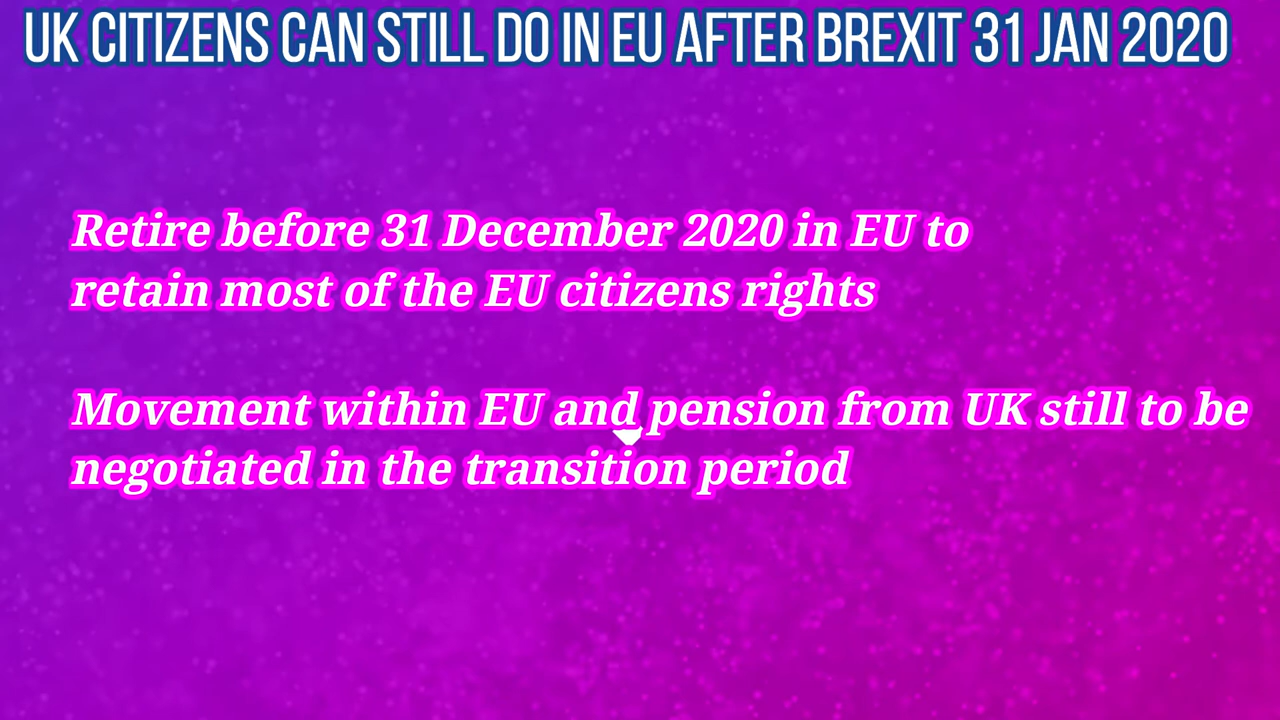 UK CITIZENS CAN STILL DO IN EU AFTER BREXIT 31 JAN 2020
Retire before 31 December 2020 in EU to
retain most of the EU citizens rights
Movement within EU and pension from UK still to be
negotiated in the transition period